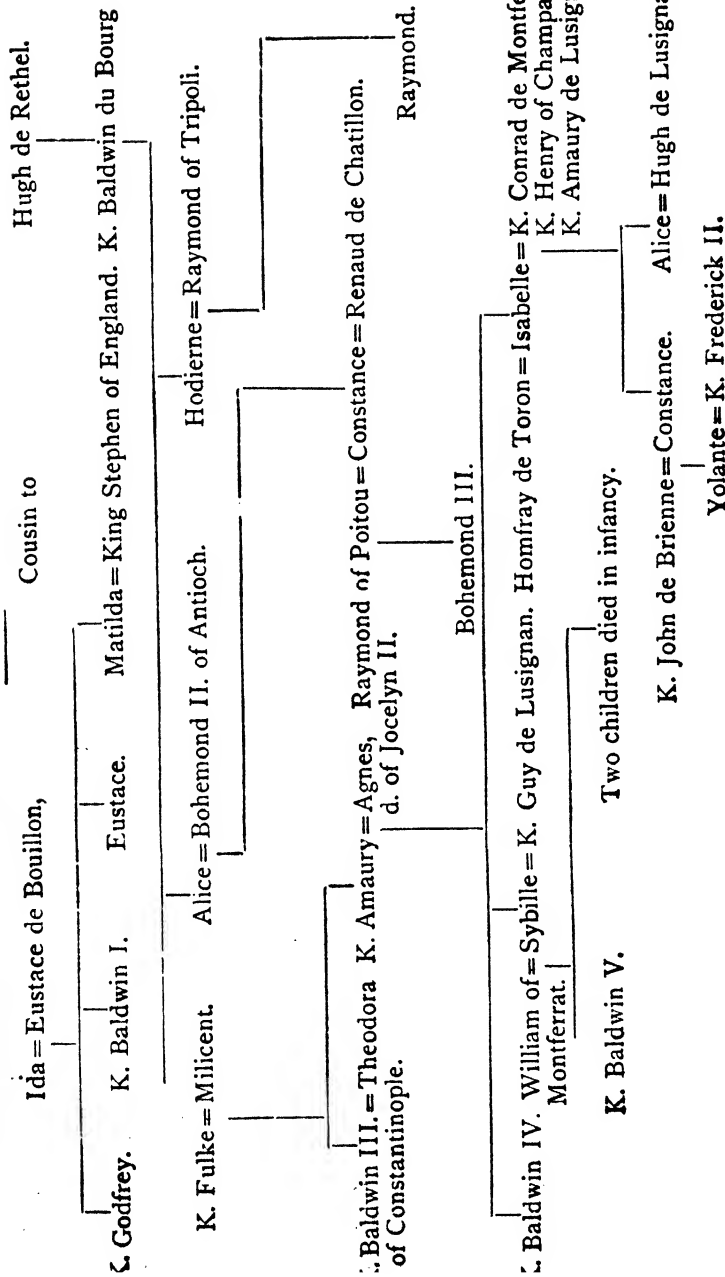 Hugh de Rethel.
Cousin to
Ida = Eustace de Bouillon,
K. Godfrey. K. Baldwin I. Eustace. Matilda = King Stephen of England. K. Baldwin du Bourg
K. Fulke = Milicent. Alice = Bohemond II. of Antioch. Hodierne = Raymond of Tripoli.
Raymond.
K. Baldwin III. = Theodora K. Amaury = Agnes, Raymond of Poitou = Constance = Renaud de Chatillon.
of Constantinople. d. of Jocelyn II.
Bohemond III.
K. Baldwin IV. William of = Sybille = K. Guy de Lusignan. Homfray de Toron = Isabelle = K. Conrad de Montfe
Montferrat. K. Henry of Champa
K. Amaury de Lusig
K. Baldwin V. Two children died in infancy.
Alice = Hugh de Lusigna
K. John de Brienne = Constance.
Yolante = K. Frederick II.